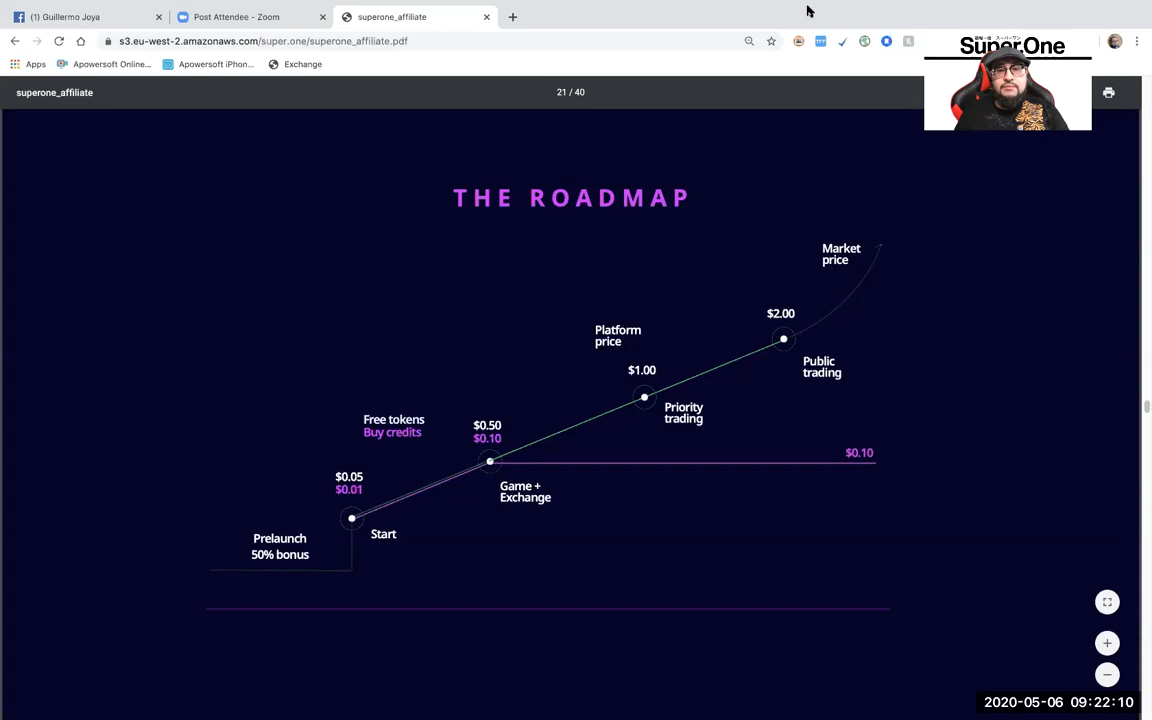 (1) Guillermo Joya
Post Attendee - Zoom
superone_affiliate
s3.eu-west-2.amazonaws.com/super.one/superone_affiliate.pdf
Apps
Apowersoft Online...
Apowersoft iPhon...
Exchange
Super.One
superone_affiliate
21 / 40
THE ROADMAP
Market
price
$2.00
Platform
price
Public
trading
$1.00
Priority
trading
Free tokens
Buy credits
$0.50
$0.10
$0.10
$0.05
$0.01
Game +
Exchange
Start
Prelaunch
50% bonus
2020-05-06 09:22:10